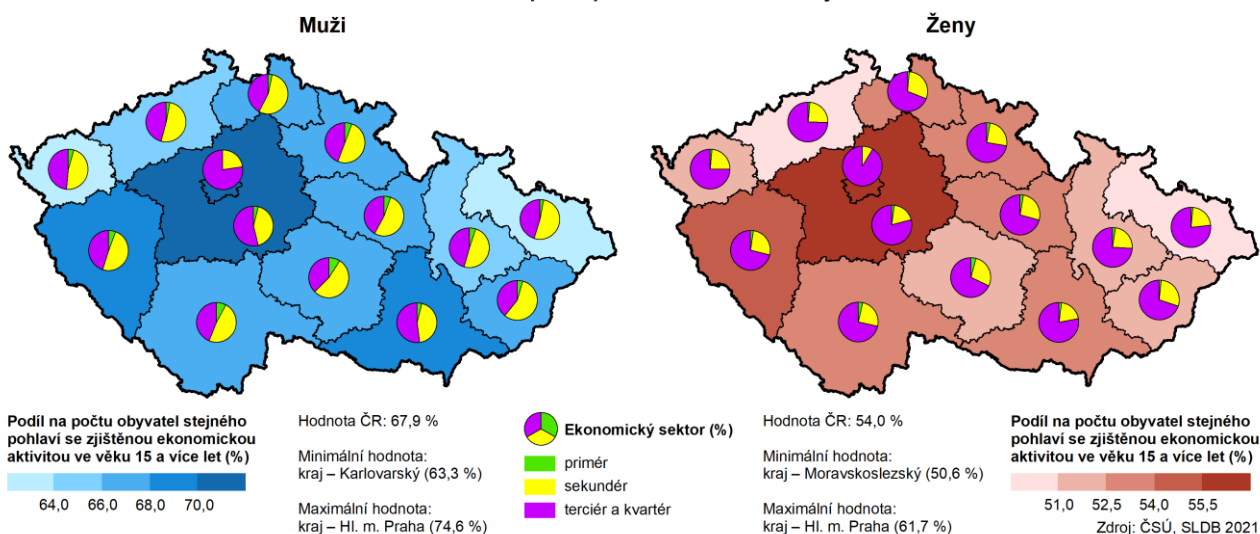 Muži
Ženy
Podíl na počtu obyvatel stejného
pohlaví se zjištěnou ekonomickou
aktivitou ve věku 15 a více let (%)
64,0 66,0 68,0 70,0
Hodnota ČR: 67,9 %
Minimální hodnota:
kraj – Karlovarský (63,3 %)
Maximální hodnota:
kraj – Hl. m. Praha (74,6 %)
Ekonomický sektor (%)
primér
sekundér
terciér a kvartér
Hodnota ČR: 54,0 %
Minimální hodnota:
kraj – Moravskoslezský (50,6 %)
Maximální hodnota:
kraj – Hl. m. Praha (61,7 %)
Podíl na počtu obyvatel stejného
pohlaví se zjištěnou ekonomickou
aktivitou ve věku 15 a více let (%)
51,0 52,5 54,0 55,5
Zdroj: ČSÚ, SLDB 2021